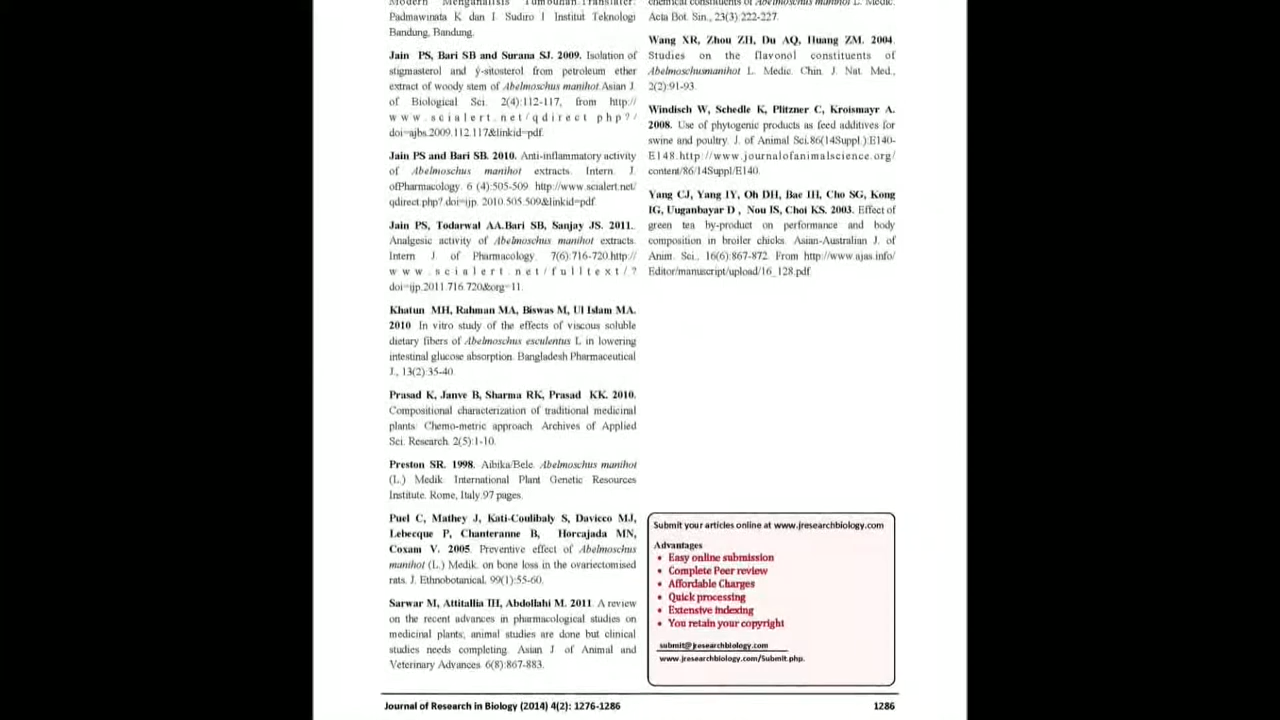 Modern Menganalisis Tumbuhan.Translater:
Padmawinata K dan I. Sudiro I Institut Teknologi
Bandung, Bandung.
Jain PS, Bari SB and Surana SJ. 2009. Isolation of
stigmasterol and ý-sitosterol from petroleum ether
extract of woody stem of Abelmoschus manihot.Asian J.
of Biological Sci. 2(4):112-117, from http://
www.scialert.net/qdirect php?/
doi=ajbs.2009.112.117&linkid=pdf.
Jain PS and Bari SB. 2010. Anti-inflammatory activity
of Abelmoschus manihot extracts. Intern. J.
ofPharmacology. 6 (4):505-509. http://www.scialert.net/
qdirect.php?.doi=ijp. 2010.505.509&linkid=pdf
Jain PS, Todarwal AA.Bari SB, Sanjay JS. 2011.
Analgesic activity of Abelmoschus manihot extracts.
Intern J. of Pharmacology. 7(6):716-720.http://
www.scialert.net/fulltext/?
doi=ijp.2011.716.720&org=11.
Khatun MH, Rahman MA, Biswas M, Ul Islam MA.
2010 In vitro study of the effects of viscous soluble
dietary fibers of Abelmoschus esculentus L in lowering
intestinal glucose absorption. Bangladesh Pharmaceutical
J., 13(2):35-40.
Prasad K, Janve B, Sharma RK, Prasad KK. 2010.
Compositional characterization of traditional medicinal
plants: Chemo-metric approach. Archives of Applied
Sci. Research. 2(5):1-10.
Preston SR. 1998. Aibika/Bele. Abelmoschus manihot
(L.) Medik. International Plant Genetic Resources
Institute. Rome, Italy.97 pages.
Puel C, Mathey J, Kati-Coulibaly S, Davicco MJ,
Lebecque P, Chanteranne B, Horcajada MN,
Coxam V. 2005. Preventive effect of Abelmoschus
manihot (L.) Medik. on bone loss in the ovariectomised
rats. J. Ethnobotanical. 99(1):55-60.
Sarwar M, Attitallia IH, Abdollahi M. 2011. A review
on the recent advances in pharmacological studies on
medicinal plants; animal studies are done but clinical
studies needs completing. Asian J. of Animal and
Veterinary Advances 6(8):867-883.
chemical constituents of Abelmoschus manihot L. Medic.
Acta Bot. Sin., 23(3):222-227.
Wang XR, Zhou ZH, Du AQ, Huang ZM. 2004.
Studies on the flavonol constituents of
Abelmoschusmanihot L. Medic. Chin. J. Nat. Med.,
2(2):91-93.
Windisch W, Schedle K, Plitzner C, Kroismayr A.
2008. Use of phytogenic products as feed additives for
swine and poultry. J. of Animal Sci.86(14Suppl.):E140-
E148.http://www.journalofanimalscience.org/
content/86/14Suppl/E140.
Yang CJ, Yang IY, Oh DH, Bae IH, Cho SG, Kong
IG, Uuganbayar D , Nou IS, Choi KS. 2003. Effect of
green tea by-product on performance and body
composition in broiler chicks. Asian-Australian J. of
Anim. Sci., 16(6):867-872. From http://www.ajas.info/
Editor/manuscript/upload/16_128.pdf
Submit your articles online at www.jresearchbiology.com
Advantages
• Easy online submission
• Complete Peer review
• Affordable Charges
• Quick processing
• Extensive indexing
• You retain your copyright
submit@jresearchbiology.com
www.jresearchbiology.com/Submit.php.
Journal of Research in Biology (2014) 4(2): 1276-1286 1286